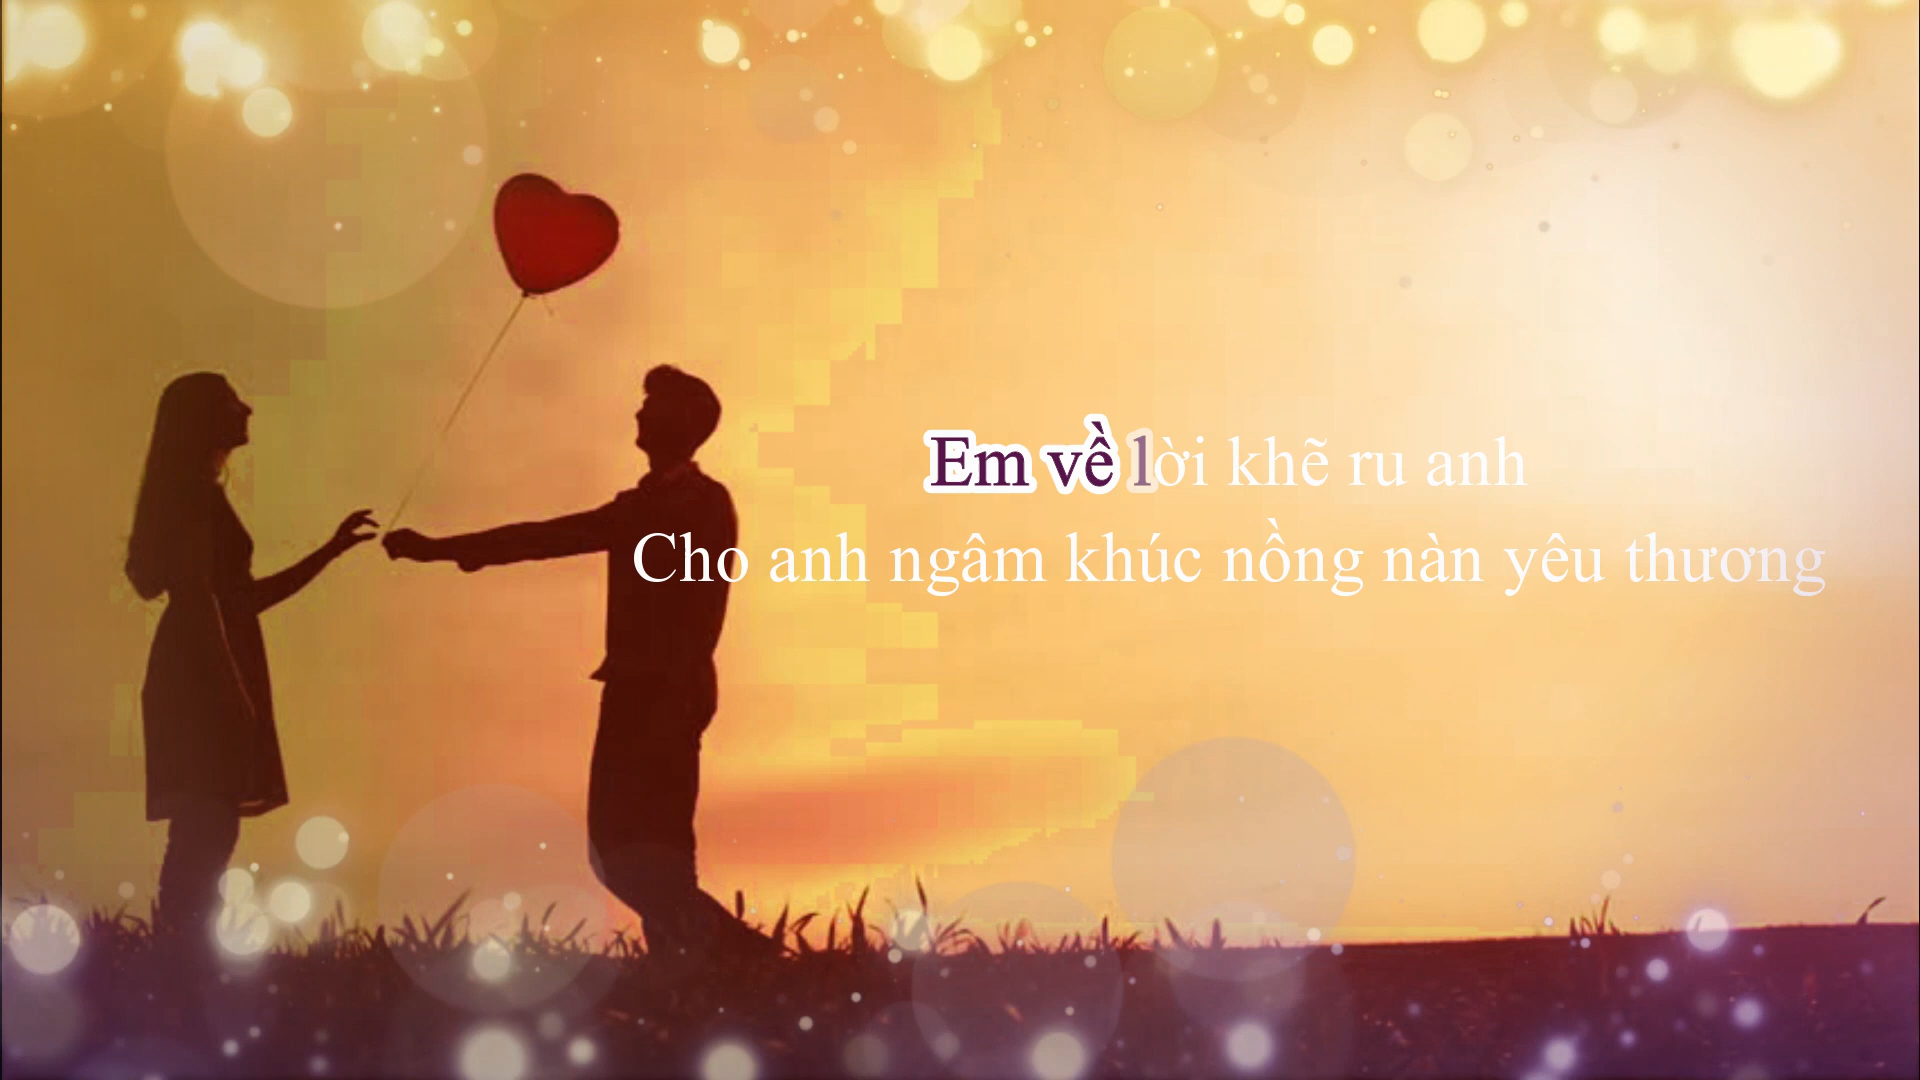 Em về lời khẽ ru anh
Cho anh ngâm khúc nồng nàn yêu thương